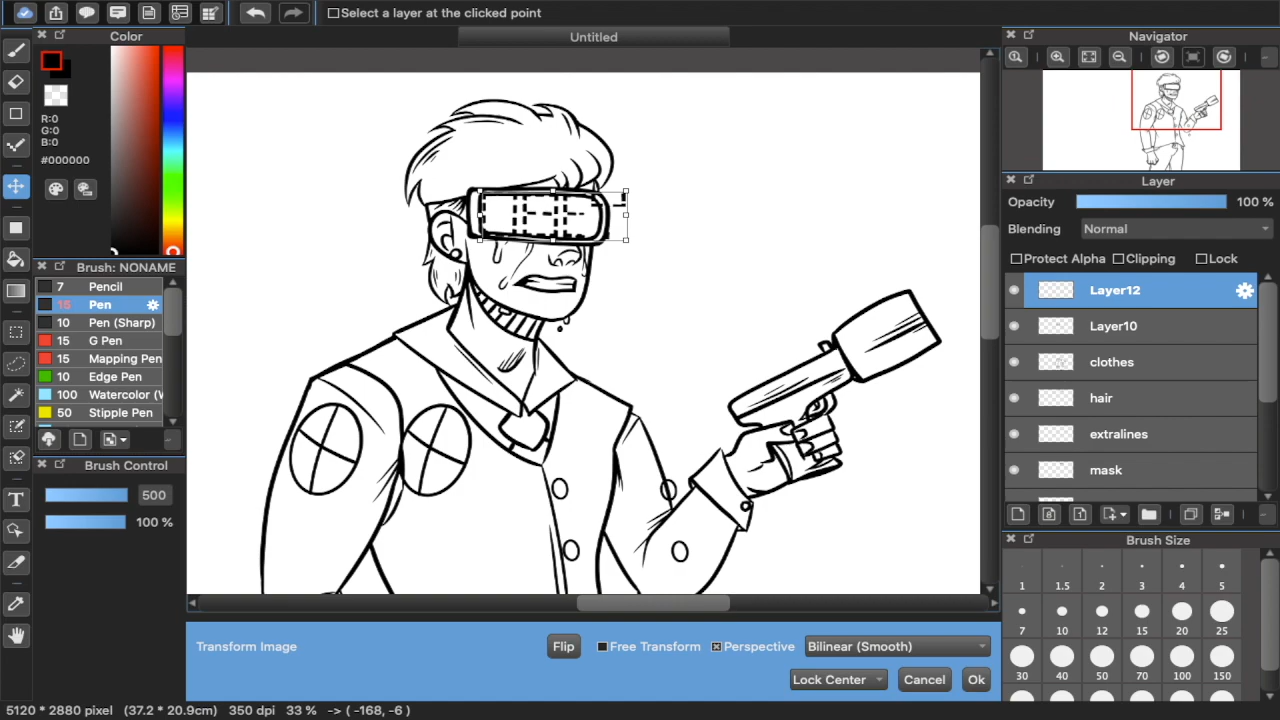 Select a layer at the clicked point
Untitled
Color
R:0
G:0
B:0
#000000
Brush: NONAME
7 Pencil
15 Pen
10 Pen (Sharp)
15 G Pen
15 Mapping Pen
10 Edge Pen
100 Watercolor (W
50 Stipple Pen
Brush Control
500
100 %
Navigator
Layer
Opacity 100 %
Blending Normal
Protect Alpha Clipping Lock
Layer12
Layer10
clothes
hair
extralines
mask
Brush Size
1 1.5 2 3 4 5
7 10 12 15 20 25
30 40 50 70 100 150
Transform Image Flip Free Transform Perspective Bilinear (Smooth)
Lock Center Cancel Ok
5120 * 2880 pixel (37.2 * 20.9cm) 350 dpi 33 % -> ( -168, -6 )